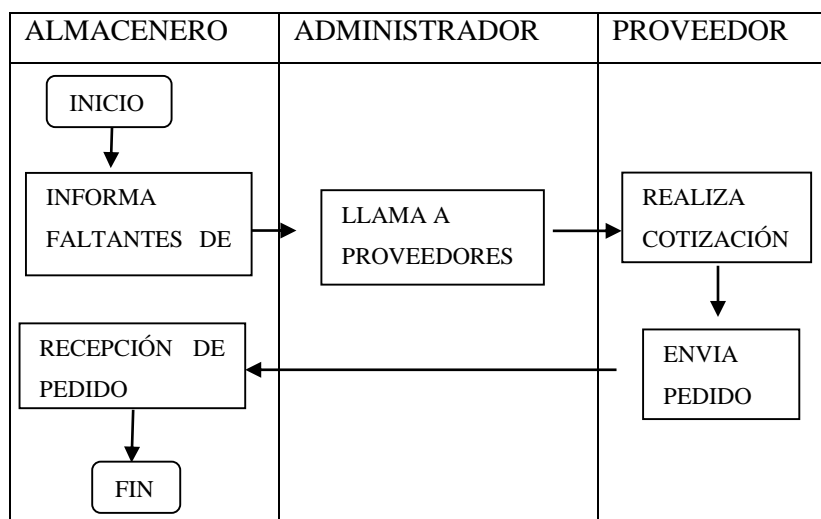 ALMACENERO
ADMINISTRADOR
PROVEEDOR
INICIO
INFORMA
FALTANTES DE
LLAMA A
PROVEEDORES
REALIZA
COTIZACIÓN
RECEPCIÓN DE
PEDIDO
ENVIA
PEDIDO
FIN